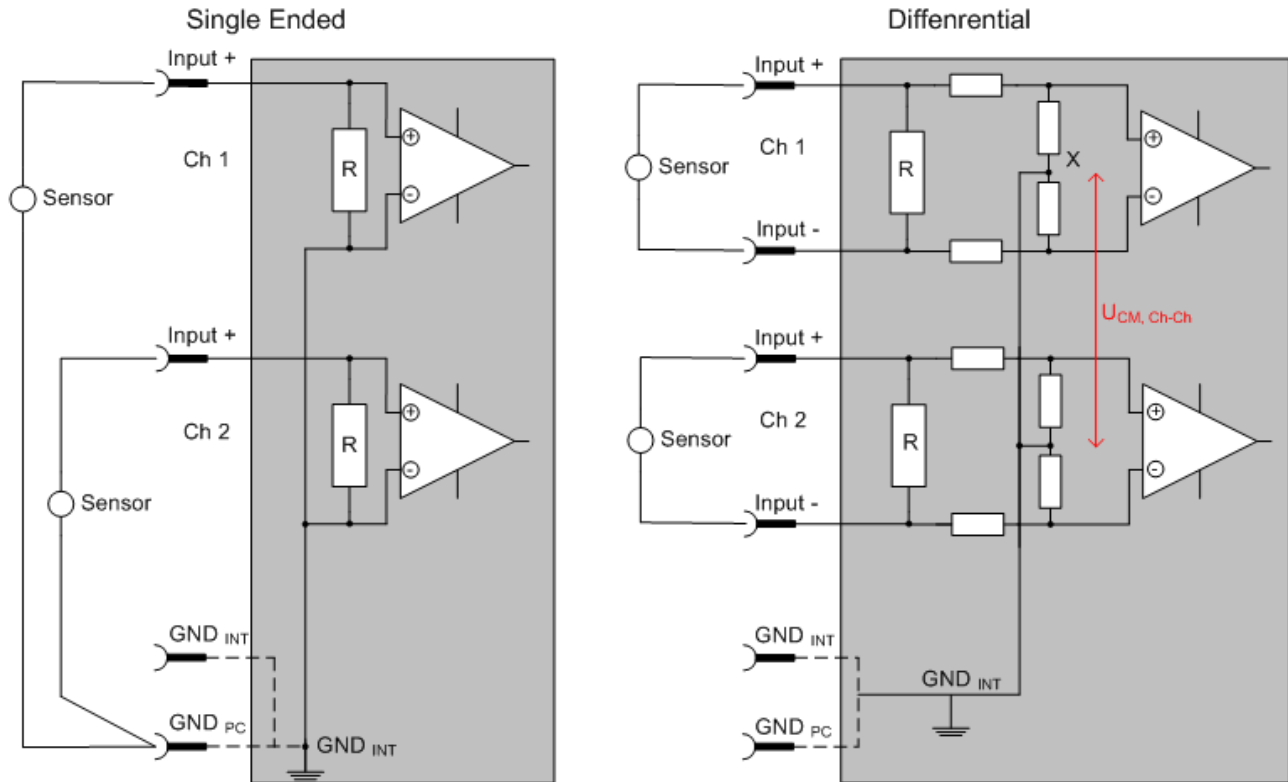 Single Ended
Input +
Ch 1
R
+
-
Sensor
Input +
Ch 2
R
+
-
Sensor
GND INT
GND PC
GND INT
Diffenrential
Input +
Ch 1
Sensor
R
X
+
-
Input -
U CM, Ch-Ch
Input +
Ch 2
Sensor
R
+
-
Input -
GND INT
GND INT
GND PC